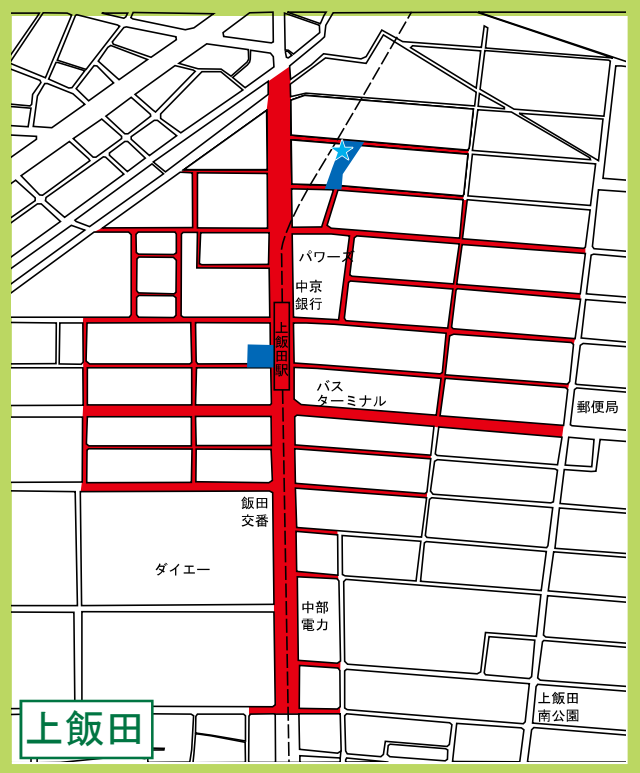 パワーズ
中京
銀行
上飯田駅
バス
ターミナル
郵便局
飯田
交番
ダイエー
中部
電力
上飯田
南公園
上飯田